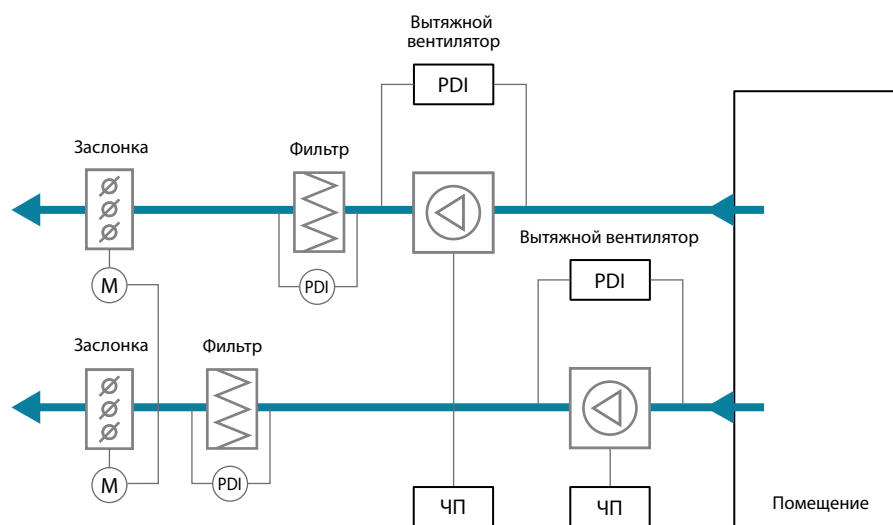 Вытяжной
вентилятор
PDI
Заслонка
Фильтр
M
PDI
Вытяжной вентилятор
PDI
Заслонка
Фильтр
M
PDI
ЧП
ЧП
Помещение